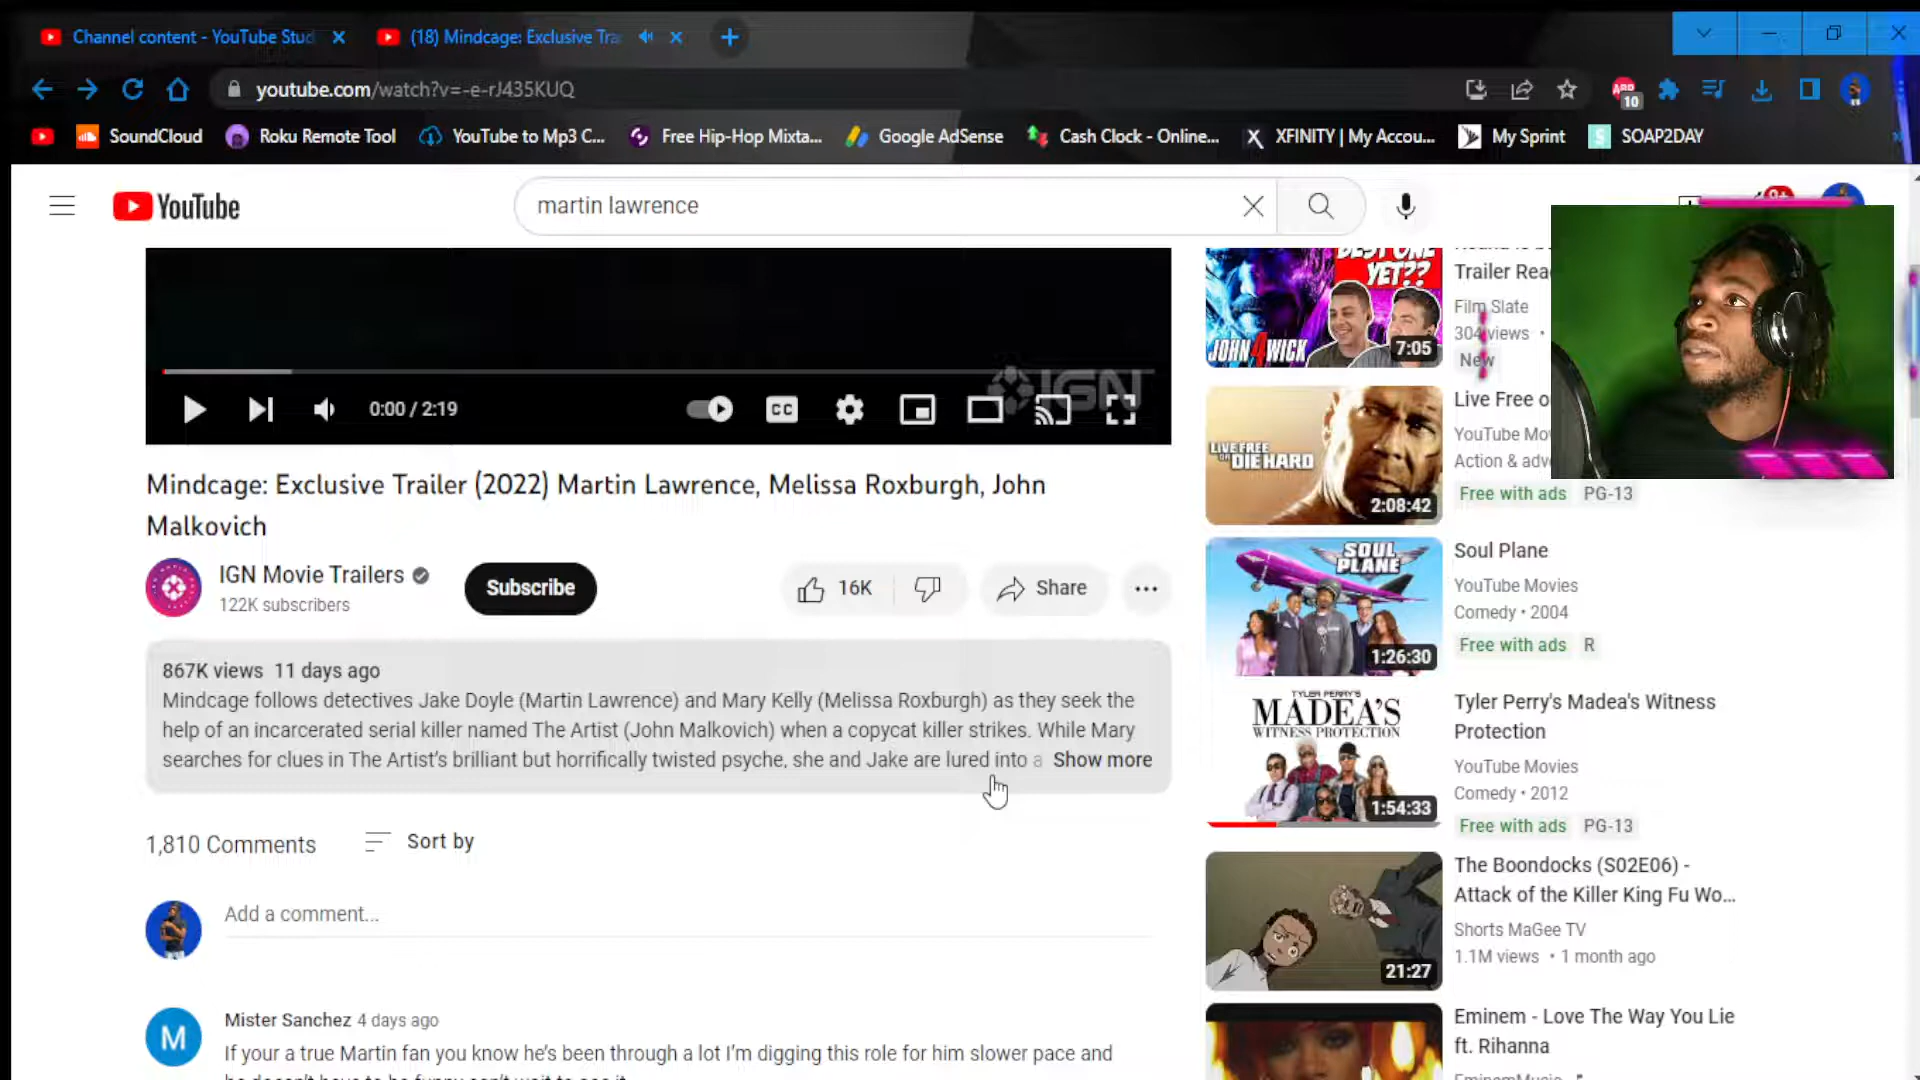 Channel content - YouTube Stud
(18) Mindcage: Exclusive Tra
youtube.com/watch?v=-e-rJ435KUQ
ABP
10
SoundCloud
Roku Remote Tool
YouTube to Mp3 C...
Free Hip-Hop Mixta...
Google AdSense
Cash Clock - Online...
XFINITY | My Accou...
My Sprint
SOAP2DAY
YouTube
martin lawrence
9+
IGN
0:00 / 2:19
CC
Mindcage: Exclusive Trailer (2022) Martin Lawrence, Melissa Roxburgh, John
Malkovich
IGN Movie Trailers
122K subscribers
Subscribe
16K
Share
867K views 11 days ago
Mindcage follows detectives Jake Doyle (Martin Lawrence) and Mary Kelly (Melissa Roxburgh) as they seek the
help of an incarcerated serial killer named The Artist (John Malkovich) when a copycat killer strikes. While Mary
searches for clues in The Artist's brilliant but horrifically twisted psyche, she and Jake are lured into a Show more
1,810 Comments
Sort by
Add a comment...
M
Mister Sanchez 4 days ago
If your a true Martin fan you know he's been through a lot I'm digging this role for him slower pace and
BEST ONE
YET??
JOHN 4 WICK
7:05
Trailer Rea
Film Slate
304 views •
New
LIVE FREE
OR DIE HARD
2:08:42
Live Free o
YouTube Mov
Action & adv
Free with ads PG-13
SOUL
PLANE
1:26:30
Soul Plane
YouTube Movies
Comedy • 2004
Free with ads R
TYLER PERRY'S
MADEA'S
WITNESS PROTECTION
1:54:33
Tyler Perry's Madea's Witness
Protection
YouTube Movies
Comedy • 2012
Free with ads PG-13
21:27
The Boondocks (S02E06) -
Attack of the Killer King Fu Wo...
Shorts MaGee TV
1.1M views • 1 month ago
Eminem - Love The Way You Lie
ft. Rihanna